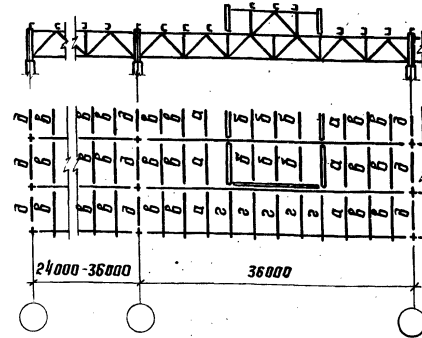 д в в в д в в а б б б а в в д
д в в в д в в а б б б а в в д
д в в в д в в а г г г г г а в в д
24000-36000 36000